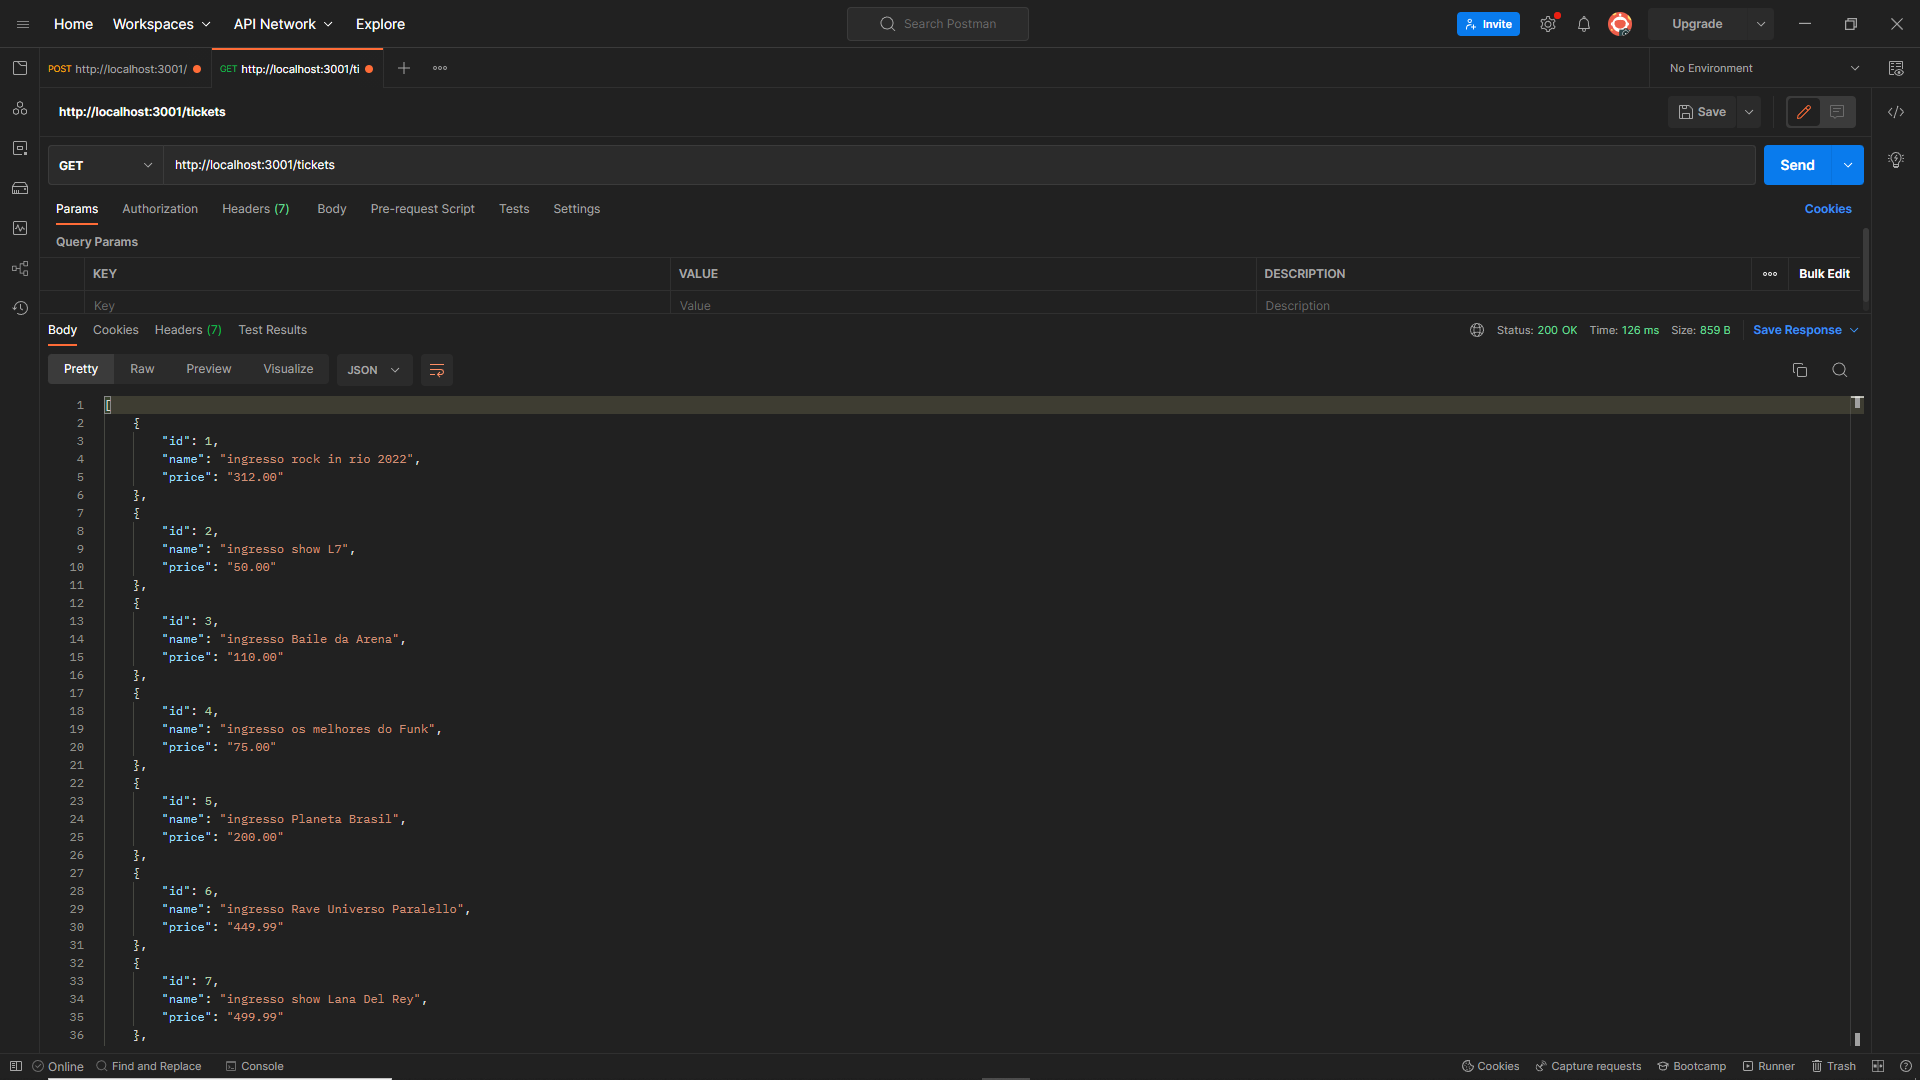 Home Workspaces API Network Explore Search Postman Invite Upgrade
POST http://localhost:3001/ GET http://localhost:3001/ti No Environment
http://localhost:3001/tickets Save
GET http://localhost:3001/tickets Send
Params Authorization Headers (7) Body Pre-request Script Tests Settings Cookies
Query Params
KEY VALUE DESCRIPTION Bulk Edit
Key Value Description
Body Cookies Headers (7) Test Results Status: 200 OK Time: 126 ms Size: 859 B Save Response
Pretty Raw Preview Visualize JSON
1 [
2 {
3 "id": 1,
4 "name": "ingresso rock in rio 2022",
5 "price": "312.00"
6 },
7 {
8 "id": 2,
9 "name": "ingresso show L7",
10 "price": "50.00"
11 },
12 {
13 "id": 3,
14 "name": "ingresso Baile da Arena",
15 "price": "110.00"
16 },
17 {
18 "id": 4,
19 "name": "ingresso os melhores do Funk",
20 "price": "75.00"
21 },
22 {
23 "id": 5,
24 "name": "ingresso Planeta Brasil",
25 "price": "200.00"
26 },
27 {
28 "id": 6,
29 "name": "ingresso Rave Universo Paralello",
30 "price": "449.99"
31 },
32 {
33 "id": 7,
34 "name": "ingresso show Lana Del Rey",
35 "price": "499.99"
36 },
Online Find and Replace Console Cookies Capture requests Bootcamp Runner Trash